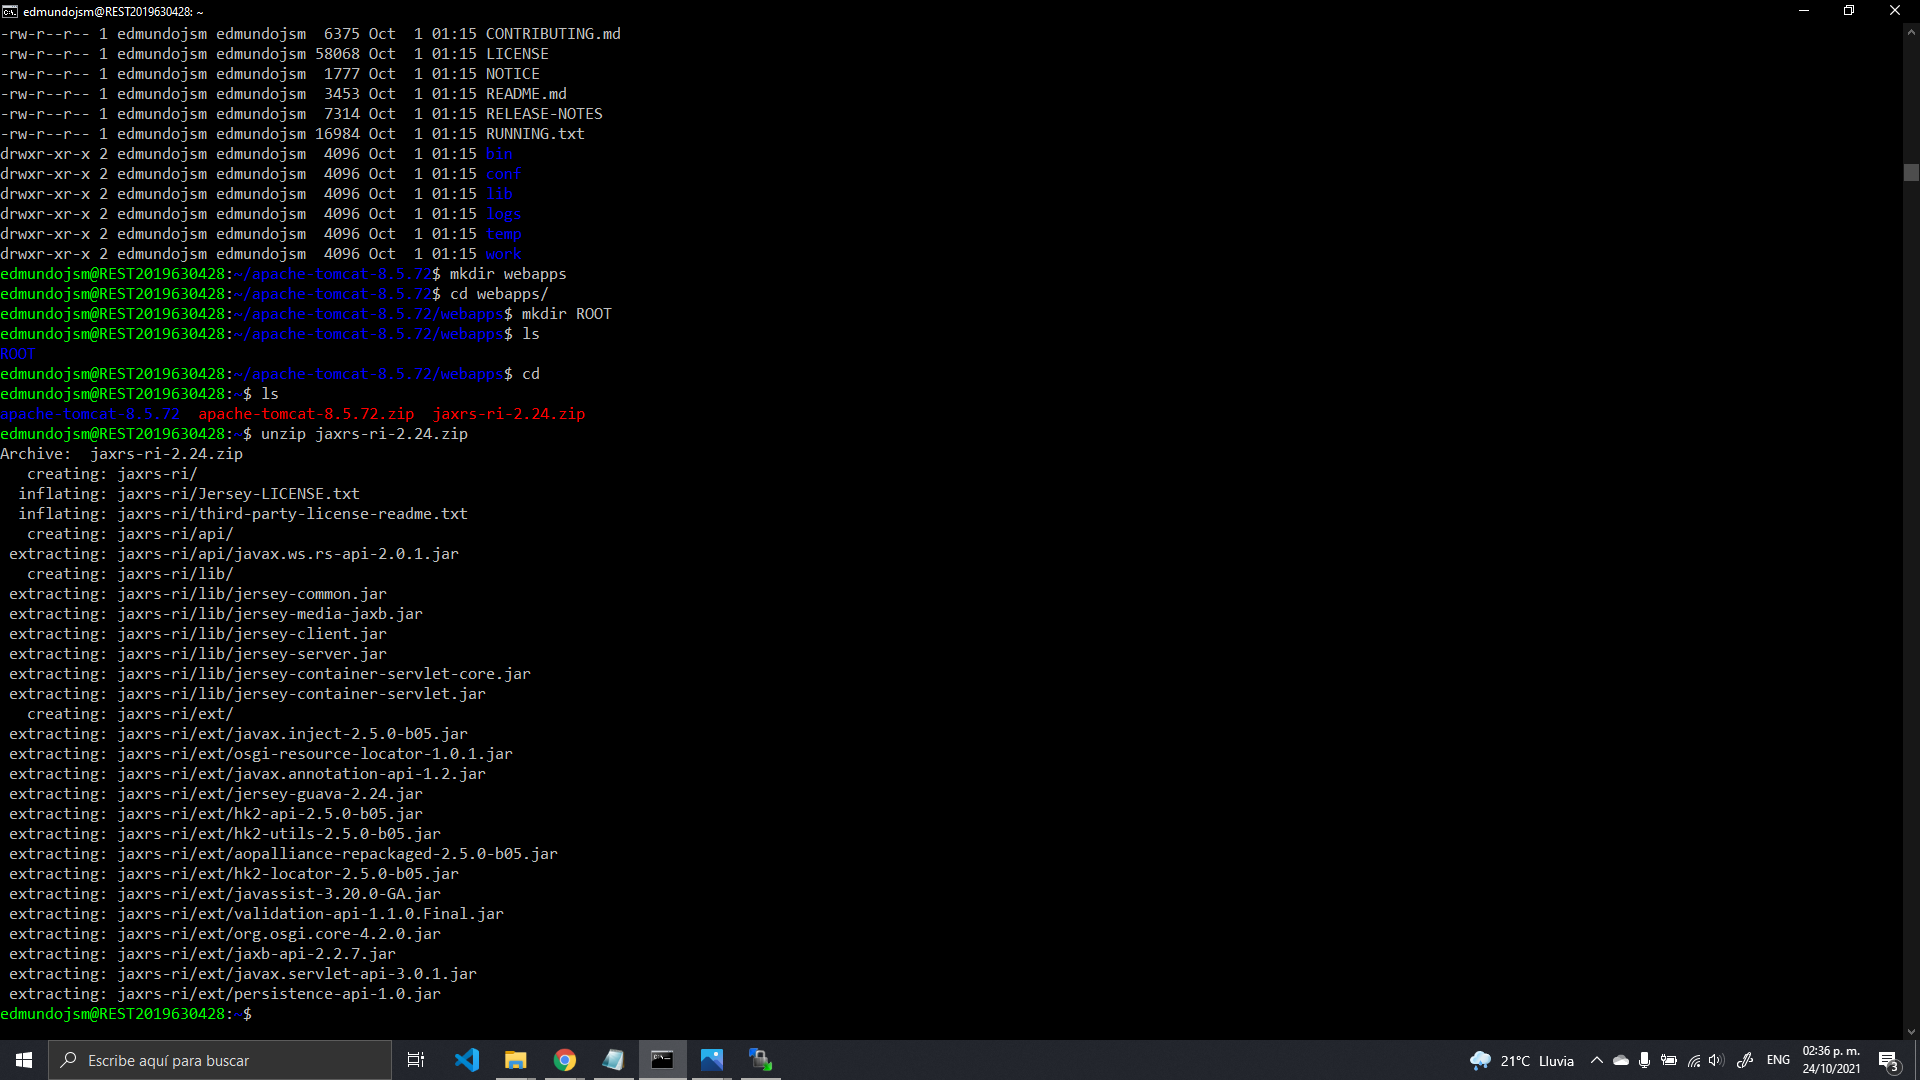 edmundojsm@REST2019630428: ~
-rw-r--r-- 1 edmundojsm edmundojsm  6375 Oct  1 01:15 CONTRIBUTING.md
-rw-r--r-- 1 edmundojsm edmundojsm 58068 Oct  1 01:15 LICENSE
-rw-r--r-- 1 edmundojsm edmundojsm  1777 Oct  1 01:15 NOTICE
-rw-r--r-- 1 edmundojsm edmundojsm  3453 Oct  1 01:15 README.md
-rw-r--r-- 1 edmundojsm edmundojsm  7314 Oct  1 01:15 RELEASE-NOTES
-rw-r--r-- 1 edmundojsm edmundojsm 16984 Oct  1 01:15 RUNNING.txt
drwxr-xr-x 2 edmundojsm edmundojsm  4096 Oct  1 01:15 bin
drwxr-xr-x 2 edmundojsm edmundojsm  4096 Oct  1 01:15 conf
drwxr-xr-x 2 edmundojsm edmundojsm  4096 Oct  1 01:15 lib
drwxr-xr-x 2 edmundojsm edmundojsm  4096 Oct  1 01:15 logs
drwxr-xr-x 2 edmundojsm edmundojsm  4096 Oct  1 01:15 temp
drwxr-xr-x 2 edmundojsm edmundojsm  4096 Oct  1 01:15 work
edmundojsm@REST2019630428:~/apache-tomcat-8.5.72$ mkdir webapps
edmundojsm@REST2019630428:~/apache-tomcat-8.5.72$ cd webapps/
edmundojsm@REST2019630428:~/apache-tomcat-8.5.72/webapps$ mkdir ROOT
edmundojsm@REST2019630428:~/apache-tomcat-8.5.72/webapps$ ls
ROOT
edmundojsm@REST2019630428:~/apache-tomcat-8.5.72/webapps$ cd
edmundojsm@REST2019630428:~$ ls
apache-tomcat-8.5.72  apache-tomcat-8.5.72.zip  jaxrs-ri-2.24.zip
edmundojsm@REST2019630428:~$ unzip jaxrs-ri-2.24.zip
Archive:  jaxrs-ri-2.24.zip
   creating: jaxrs-ri/
  inflating: jaxrs-ri/Jersey-LICENSE.txt
  inflating: jaxrs-ri/third-party-license-readme.txt
   creating: jaxrs-ri/api/
 extracting: jaxrs-ri/api/javax.ws.rs-api-2.0.1.jar
   creating: jaxrs-ri/lib/
 extracting: jaxrs-ri/lib/jersey-common.jar
 extracting: jaxrs-ri/lib/jersey-media-jaxb.jar
 extracting: jaxrs-ri/lib/jersey-client.jar
 extracting: jaxrs-ri/lib/jersey-server.jar
 extracting: jaxrs-ri/lib/jersey-container-servlet-core.jar
 extracting: jaxrs-ri/lib/jersey-container-servlet.jar
   creating: jaxrs-ri/ext/
 extracting: jaxrs-ri/ext/javax.inject-2.5.0-b05.jar
 extracting: jaxrs-ri/ext/osgi-resource-locator-1.0.1.jar
 extracting: jaxrs-ri/ext/javax.annotation-api-1.2.jar
 extracting: jaxrs-ri/ext/jersey-guava-2.24.jar
 extracting: jaxrs-ri/ext/hk2-api-2.5.0-b05.jar
 extracting: jaxrs-ri/ext/hk2-utils-2.5.0-b05.jar
 extracting: jaxrs-ri/ext/aopalliance-repackaged-2.5.0-b05.jar
 extracting: jaxrs-ri/ext/hk2-locator-2.5.0-b05.jar
 extracting: jaxrs-ri/ext/javassist-3.20.0-GA.jar
 extracting: jaxrs-ri/ext/validation-api-1.1.0.Final.jar
 extracting: jaxrs-ri/ext/org.osgi.core-4.2.0.jar
 extracting: jaxrs-ri/ext/jaxb-api-2.2.7.jar
 extracting: jaxrs-ri/ext/javax.servlet-api-3.0.1.jar
 extracting: jaxrs-ri/ext/persistence-api-1.0.jar
edmundojsm@REST2019630428:~$
Escribe aquí para buscar
21°C Lluvia
ENG
02:36 p. m.
24/10/2021
3